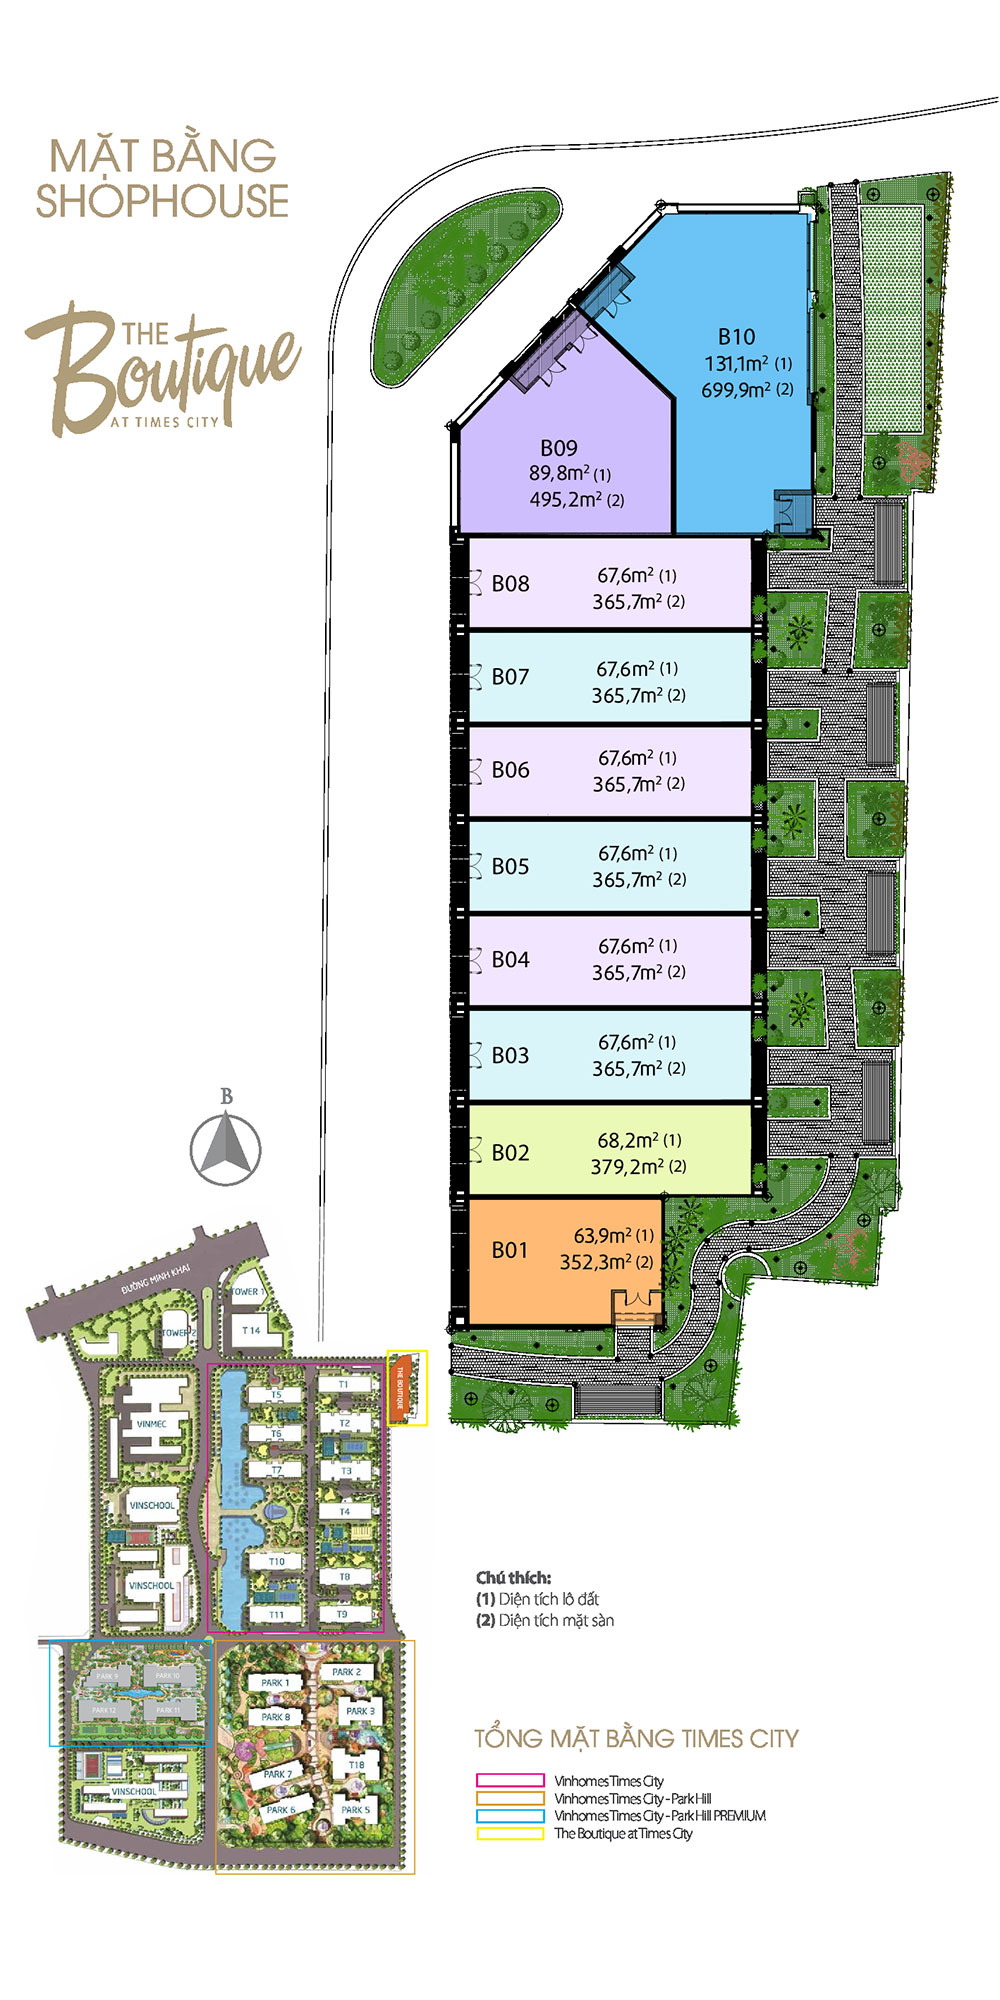 MẶT BẰNG
SHOPHOUSE
THE
Boutique
AT TIMES CITY
B10
131,1m² (1)
699,9m² (2)
B09
89,8m² (1)
495,2m² (2)
B08
67,6m² (1)
365,7m² (2)
B07
67,6m² (1)
365,7m² (2)
B06
67,6m² (1)
365,7m² (2)
B05
67,6m² (1)
365,7m² (2)
B04
67,6m² (1)
365,7m² (2)
B03
67,6m² (1)
365,7m² (2)
B02
68,2m² (1)
379,2m² (2)
B01
63,9m² (1)
352,3m² (2)
B
ĐƯỜNG MINH KHAI
TOWER 1
TOWER 2
T 14
THE BOUTIQUE
T5
T1
VINMEC
T6
T2
T7
T3
VINSCHOOL
T4
T10
T8
VINSCHOOL
T11
T9
PARK 9
PARK 10
PARK 12
PARK 11
PARK 1
PARK 2
PARK 8
PARK 3
PARK 7
T18
PARK 6
PARK 5
VINSCHOOL
Chú thích:
(1) Diện tích lô đất
(2) Diện tích mặt sàn
TỔNG MẶT BẰNG TIMES CITY
Vinhomes Times City
Vinhomes Times City - Park Hill
Vinhomes Times City - Park Hill PREMIUM
The Boutique at Times City